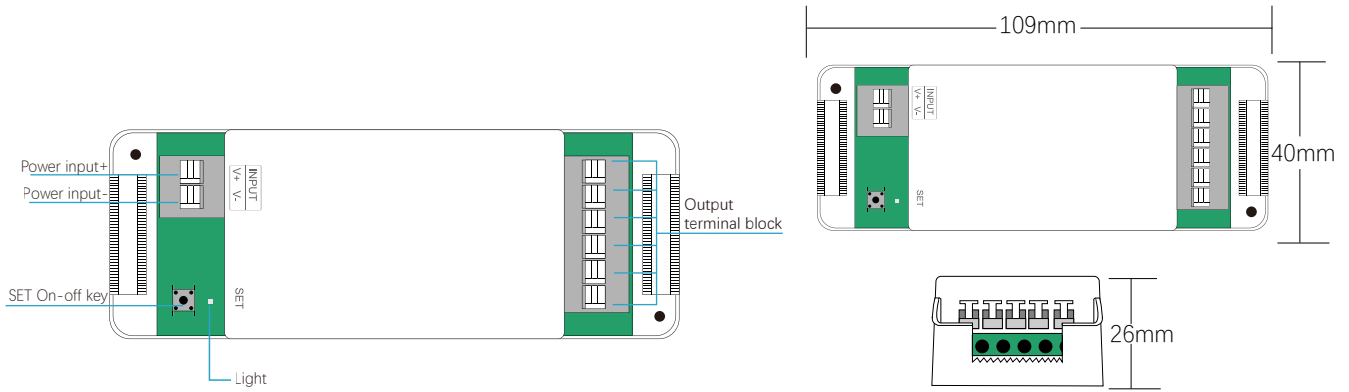 Power input+
Power input-
SET On-off key
INPUT
V+ V-
SET
Light
Output
terminal block
109mm
INPUT
V+ V-
SET
40mm
26mm